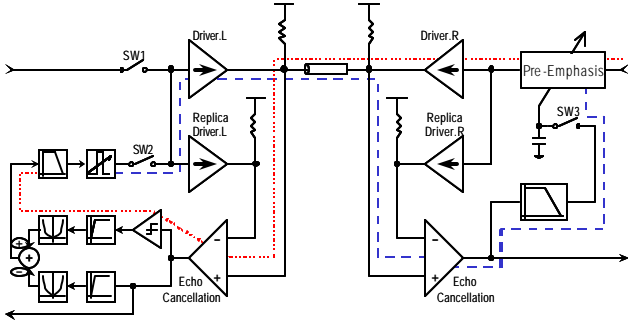 Driver.L
Driver.R
SW1
Pre-Emphasis
Replica
Driver.L
Replica
Driver.R
SW3
SW2
−
+
Echo
Cancellation
−
+
Echo
Cancellation
+
+
−